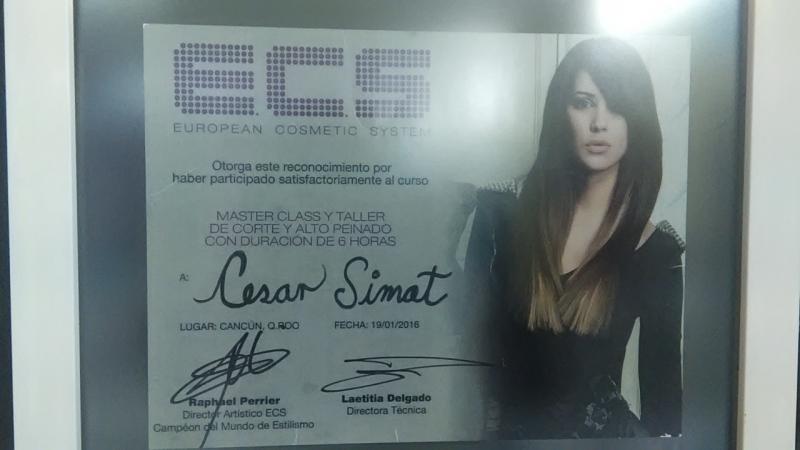 E.C.S
EUROPEAN COSMETIC SYSTEM
Otorga este reconocimiento por
haber participado satisfactoriamente al curso
MASTER CLASS Y TALLER
DE CORTE Y ALTO PEINADO
CON DURACIÓN DE 6 HORAS
A: Cesar Simat
LUGAR: CANCÚN, Q.ROO FECHA: 19/01/2016
Raphael Perrier Laetitia Delgado
Director Artístico ECS Directora Técnica
Campéon del Mundo de Estilismo